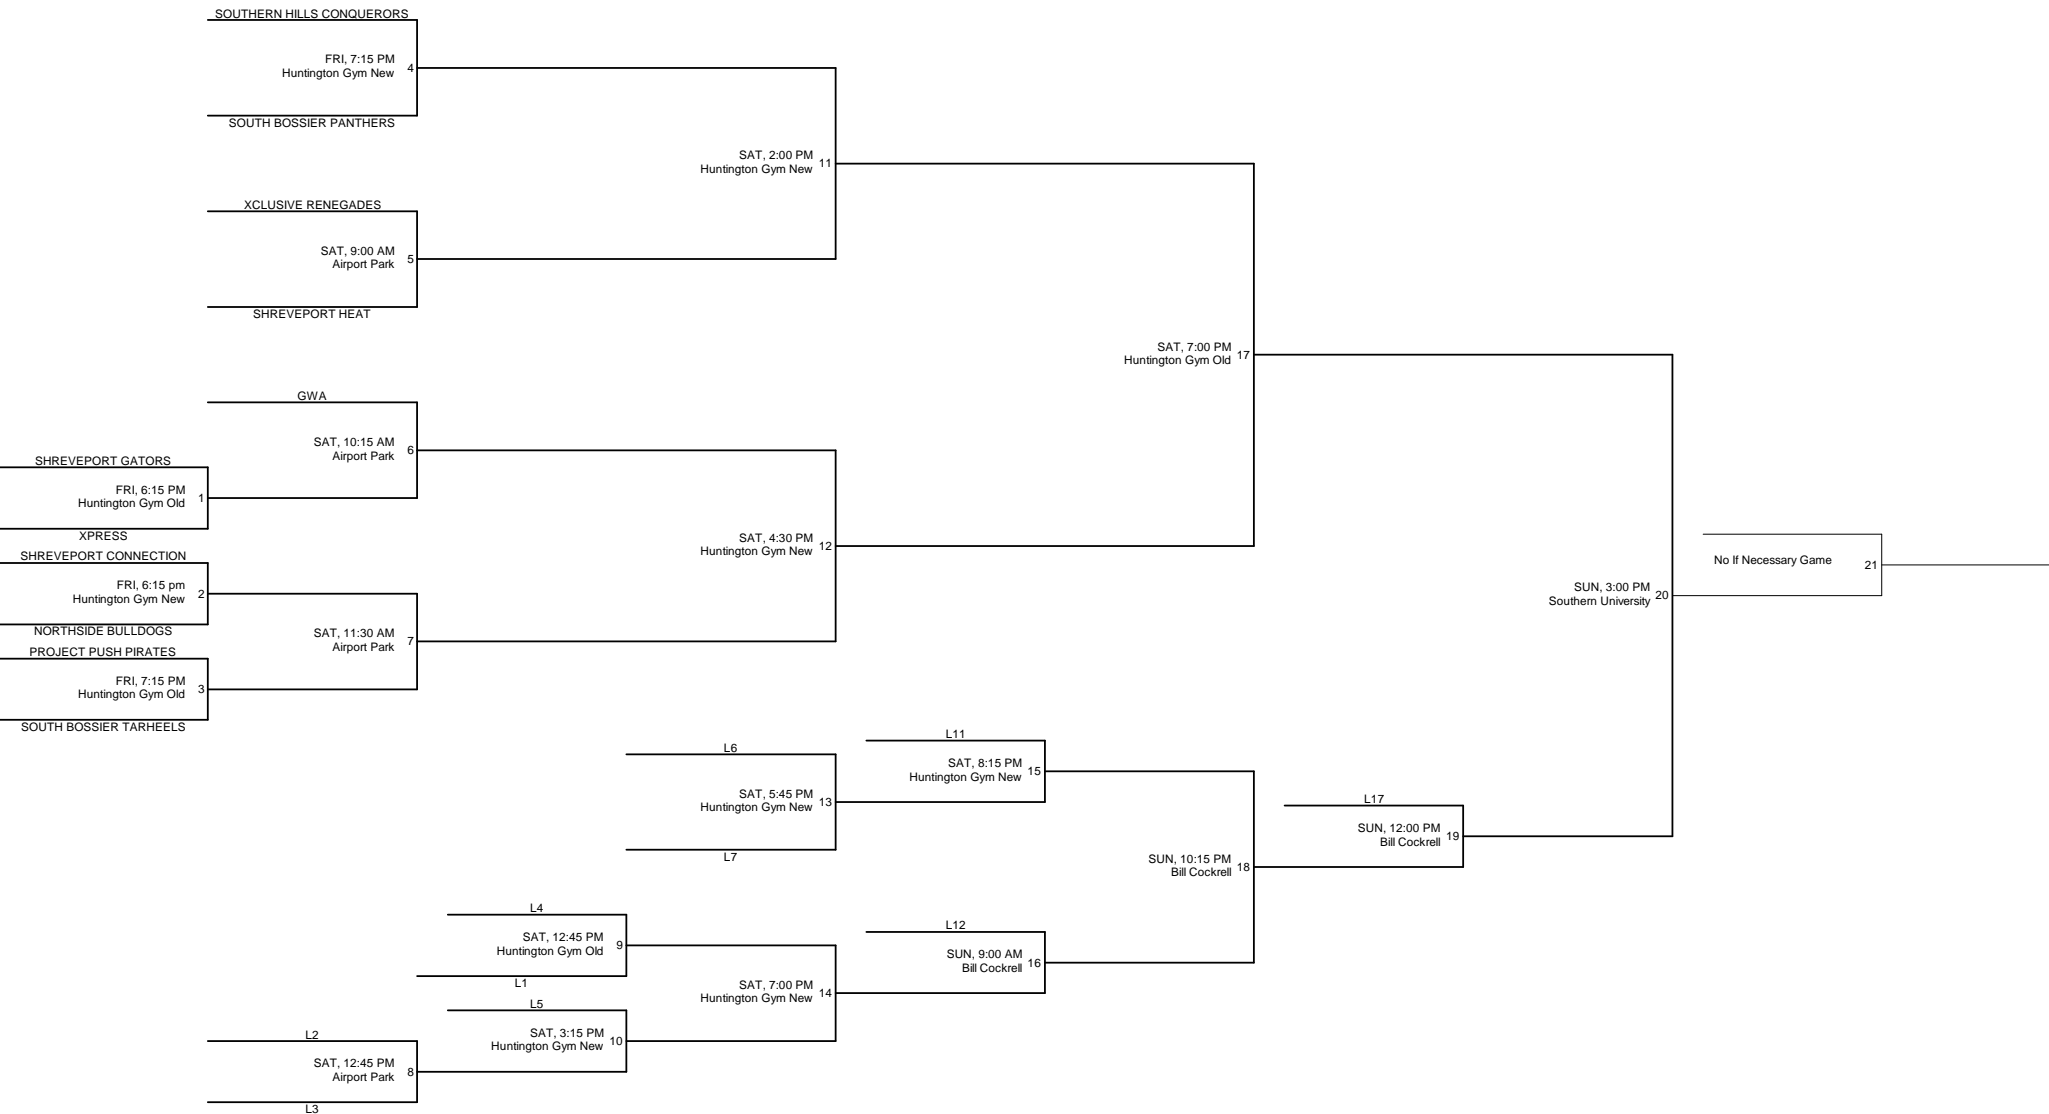 SOUTHERN HILLS CONQUERORS
FRI, 7:15 PM
Huntington Gym New
4
SOUTH BOSSIER PANTHERS
SAT, 2:00 PM
Huntington Gym New
11
XCLUSIVE RENEGADES
SAT, 9:00 AM
Airport Park
5
SHREVEPORT HEAT
SAT, 7:00 PM
Huntington Gym Old
17
GWA
SAT, 10:15 AM
Airport Park
6
SHREVEPORT GATORS
FRI, 6:15 PM
Huntington Gym Old
1
XPRESS
SHREVEPORT CONNECTION
FRI, 6:15 pm
Huntington Gym New
2
NORTHSIDE BULLDOGS
SAT, 4:30 PM
Huntington Gym New
12
No If Necessary Game
21
SUN, 3:00 PM
Southern University
20
SAT, 11:30 AM
Airport Park
7
PROJECT PUSH PIRATES
FRI, 7:15 PM
Huntington Gym Old
3
SOUTH BOSSIER TARHEELS
L6
SAT, 5:45 PM
Huntington Gym New
13
L7
L11
SAT, 8:15 PM
Huntington Gym New
15
L17
SUN, 12:00 PM
Bill Cockrell
19
SUN, 10:15 PM
Bill Cockrell
18
L4
SAT, 12:45 PM
Huntington Gym Old
9
L1
L12
SUN, 9:00 AM
Bill Cockrell
16
SAT, 7:00 PM
Huntington Gym New
14
L5
SAT, 3:15 PM
Huntington Gym New
10
L2
SAT, 12:45 PM
Airport Park
8
L3